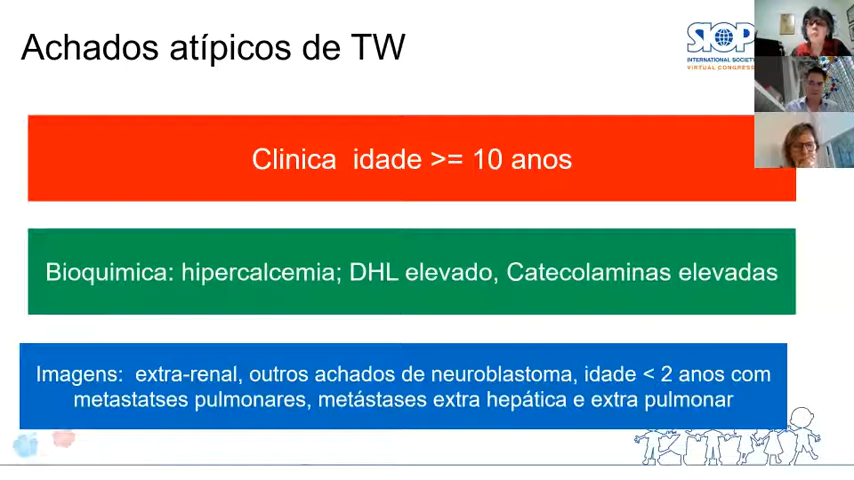 Achados atípicos de TW
SIOP
INTERNATIONAL SOCIET
VIRTUAL CONGRESS
Clinica idade >= 10 anos
Bioquimica: hipercalcemia; DHL elevado, Catecolaminas elevadas
Imagens: extra-renal, outros achados de neuroblastoma, idade < 2 anos com
metastatses pulmonares, metástases extra hepática e extra pulmonar